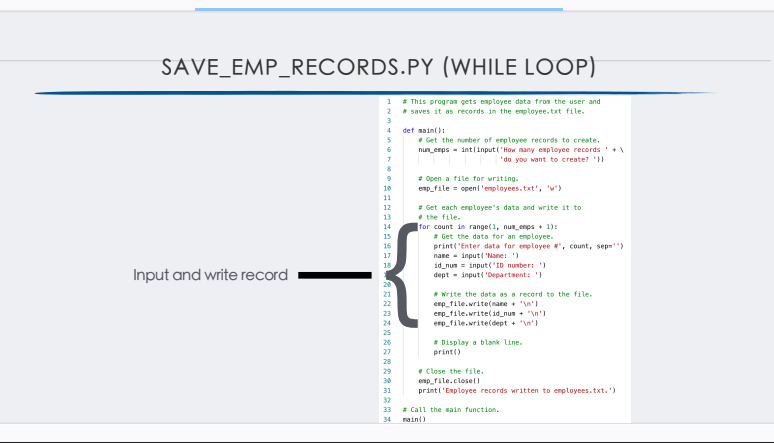 SAVE_EMP_RECORDS.PY (WHILE LOOP)
1 # This program gets employee data from the user and
2 # saves it as records in the employee.txt file.
3
4 def main():
5     # Get the number of employee records to create.
6     num_emps = int(input('How many employee records ' + \
7                          'do you want to create? '))
8
9     # Open a file for writing.
10     emp_file = open('employees.txt', 'w')
11
12     # Get each employee's data and write it to
13     # the file.
14     for count in range(1, num_emps + 1):
15         # Get the data for an employee.
16         print('Enter data for employee #', count, sep='')
17         name = input('Name: ')
18         id_num = input('ID number: ')
Input and write record
dept = input('Department: ')
20
21         # Write the data as a record to the file.
22         emp_file.write(name + '\n')
23         emp_file.write(id_num + '\n')
24         emp_file.write(dept + '\n')
25
26         # Display a blank line.
27         print()
28
29     # Close the file.
30     emp_file.close()
31     print('Employee records written to employees.txt.')
32
33 # Call the main function.
34 main()